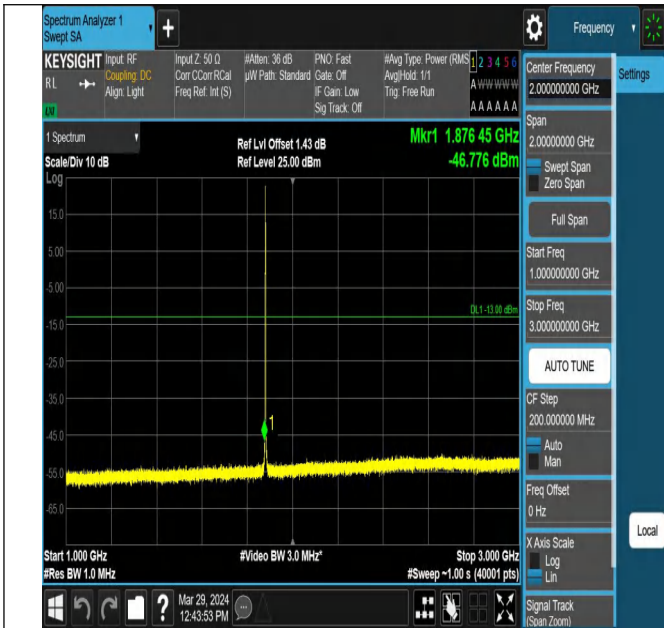 Spectrum Analyzer 1
Swept SA
+
Frequency
KEYSIGHT
RL
LXI
Input: RF
Coupling: DC
Align: Light
Input Z: 50 Ω
Corr CCorr RCal
Freq Ref: Int (S)
#Atten: 36 dB
µW Path: Standard
PNO: Fast
Gate: Off
IF Gain: Low
Sig Track: Off
#Avg Type: Power (RMS
Avg|Hold: 1/1
Trig: Free Run
1 2 3 4 5 6
A W W W W W
A A A A A A
1 Spectrum
Scale/Div 10 dB
Log
Ref Lvl Offset 1.43 dB
Ref Level 25.00 dBm
Mkr1 1.876 45 GHz
-46.776 dBm
15.0
5.00
-5.00
DL1 -13.00 dBm
-15.0
-25.0
-35.0
1
-45.0
-55.0
-65.0
Start 1.000 GHz
#Res BW 1.0 MHz
#Video BW 3.0 MHz*
Stop 3.000 GHz
#Sweep ~1.00 s (40001 pts)
?
Mar 29, 2024
12:43:53 PM
Center Frequency
2.00000000 GHz
Settings
Span
2.00000000 GHz
Swept Span
Zero Span
Full Span
Start Freq
1.000000000 GHz
Stop Freq
3.000000000 GHz
AUTO TUNE
CF Step
200.000000 MHz
Auto
Man
Freq Offset
0 Hz
X Axis Scale
Log
Lin
Local
Signal Track
(Span Zoom)